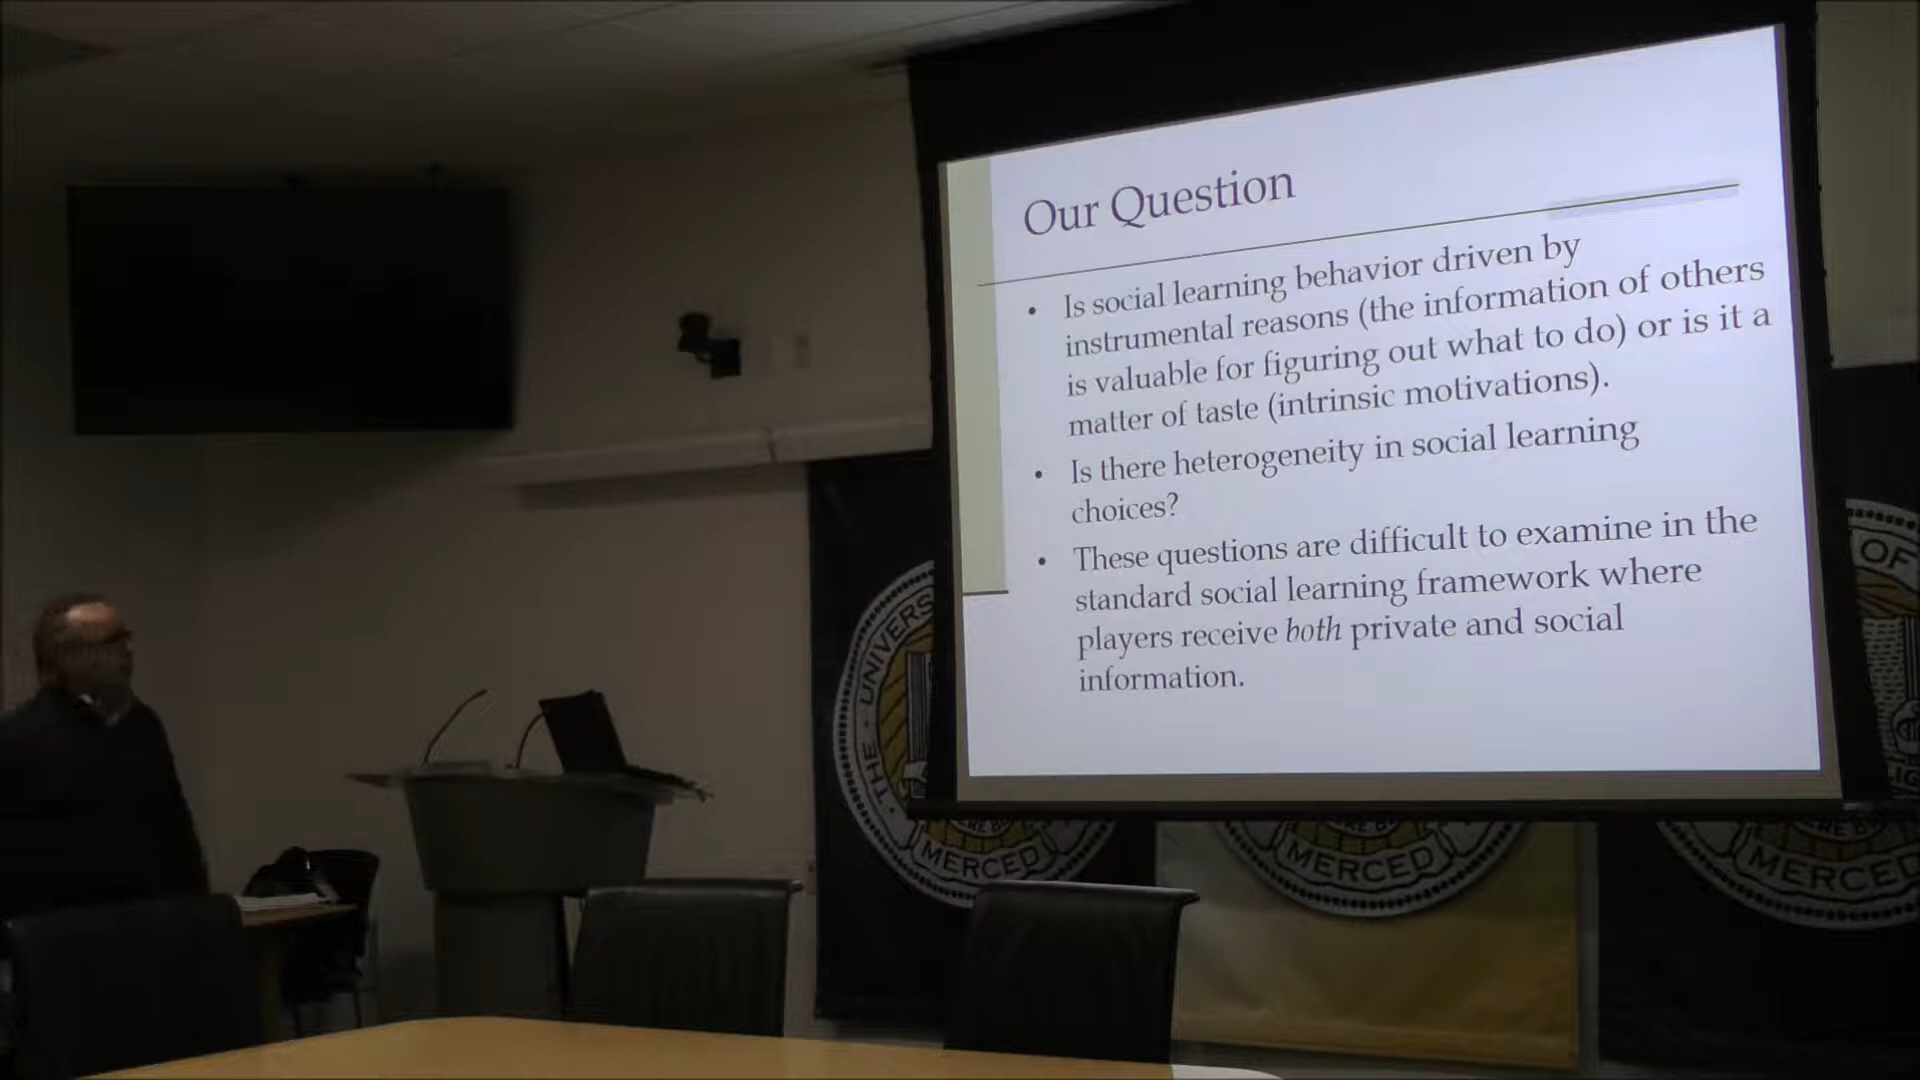 Our Question
• Is social learning behavior driven by
instrumental reasons (the information of others
is valuable for figuring out what to do) or is it a
matter of taste (intrinsic motivations).
• Is there heterogeneity in social learning
choices?
• These questions are difficult to examine in the
standard social learning framework where
players receive both private and social
information.
THE · UNIVERS
MERCED
MERCED
OF
MERCED